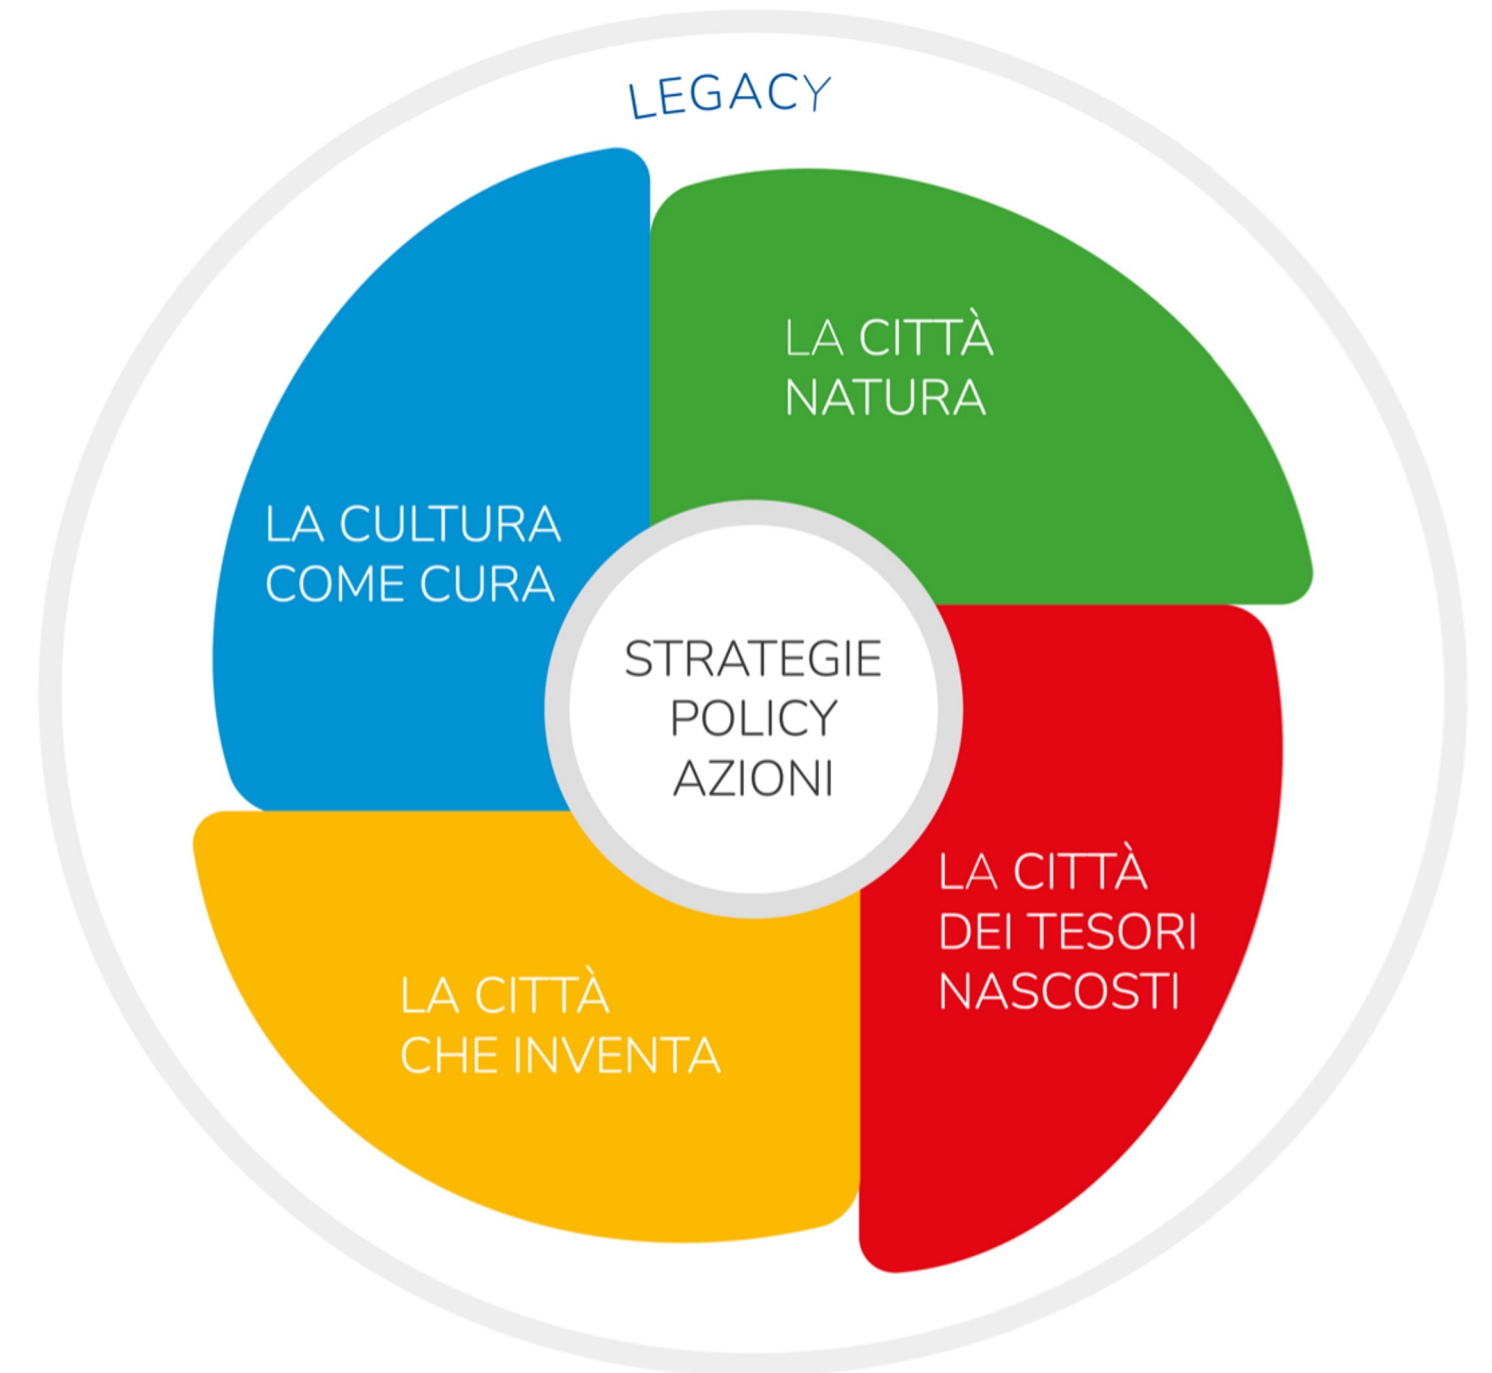 LEGACY
LA CITTÀ
NATURA
LA CULTURA
COME CURA
STRATEGIE
POLICY
AZIONI
LA CITTÀ
DEI TESORI
NASCOSTI
LA CITTÀ
CHE INVENTA